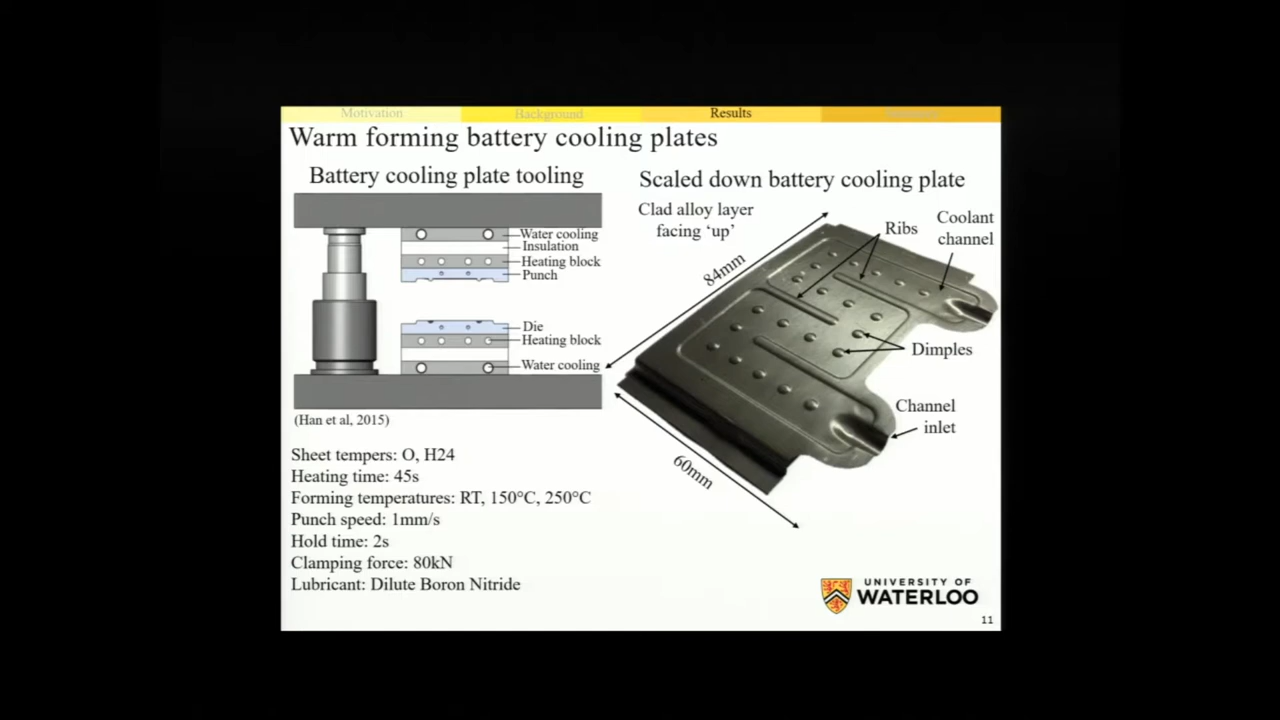 Motivation
Background
Results
Warm forming battery cooling plates
Battery cooling plate tooling
Water cooling
Insulation
Heating block
Punch
Die
Heating block
Water cooling
(Han et al, 2015)
Sheet tempers: O, H24
Heating time: 45s
Forming temperatures: RT, 150°C, 250°C
Punch speed: 1mm/s
Hold time: 2s
Clamping force: 80kN
Lubricant: Dilute Boron Nitride
Scaled down battery cooling plate
Clad alloy layer
facing ‘up’
84mm
Ribs
Coolant
channel
Dimples
Channel
inlet
60mm
UNIVERSITY OF
WATERLOO
11